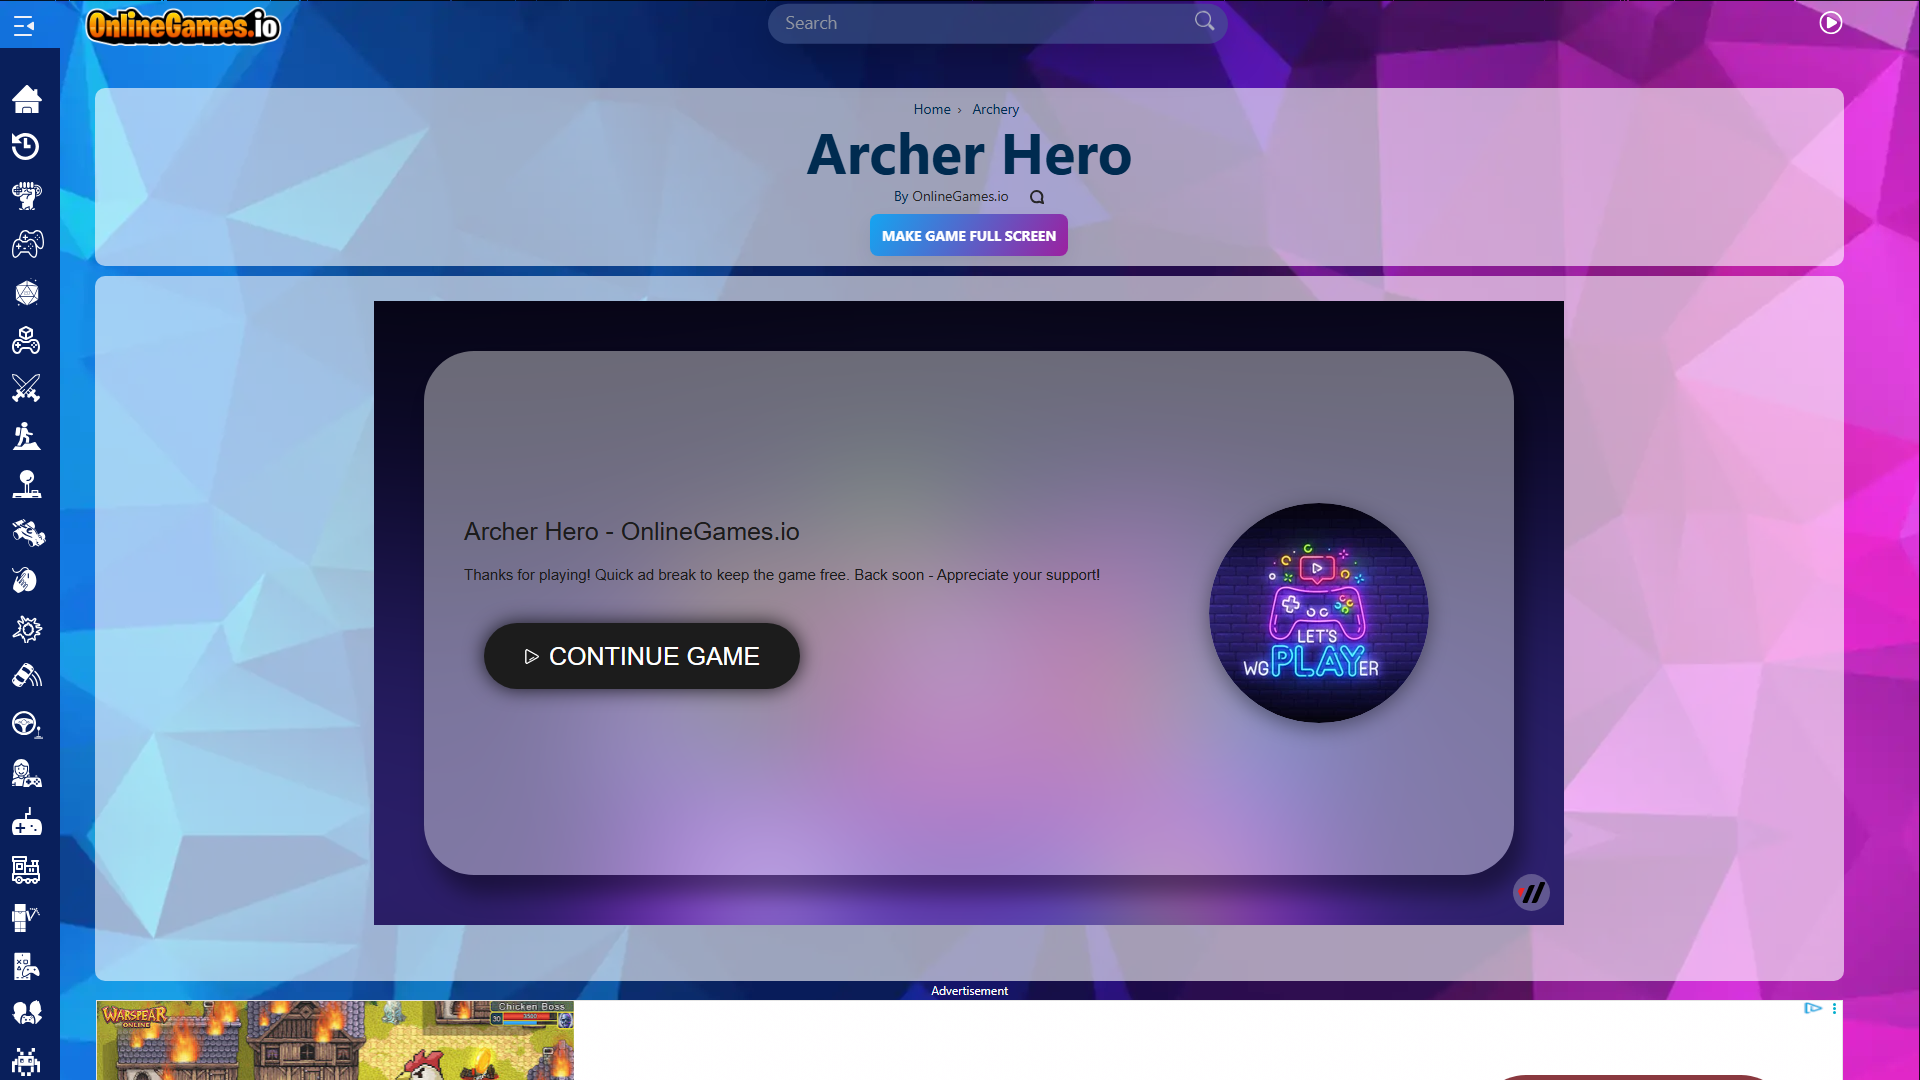 OnlineGames.io
Search
Home › Archery
Archer Hero
By OnlineGames.io
MAKE GAME FULL SCREEN
Archer Hero - OnlineGames.io
Thanks for playing! Quick ad break to keep the game free. Back soon - Appreciate your support!
CONTINUE GAME
LET'S
WGPLAYER
Advertisement
WARSPEAR
ONLINE
Chicken Boss
30